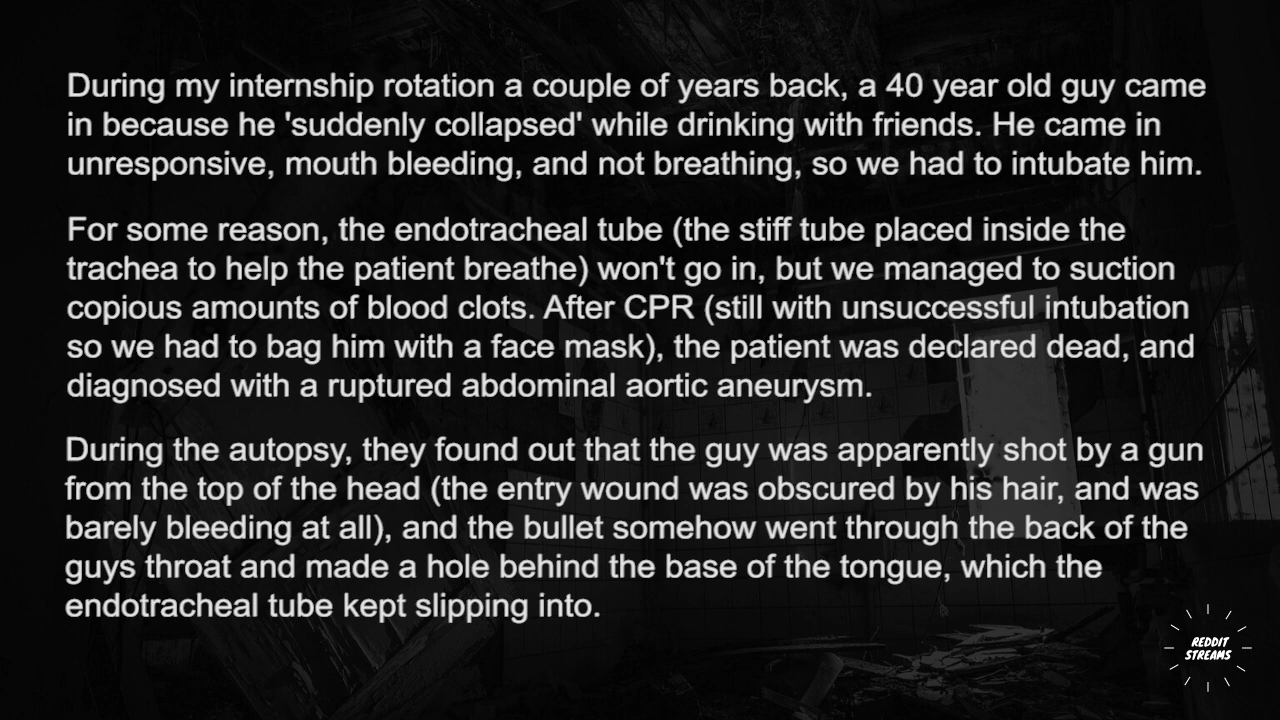 During my internship rotation a couple of years back, a 40 year old guy came
in because he 'suddenly collapsed' while drinking with friends. He came in
unresponsive, mouth bleeding, and not breathing, so we had to intubate him.
For some reason, the endotracheal tube (the stiff tube placed inside the
trachea to help the patient breathe) won't go in, but we managed to suction
copious amounts of blood clots. After CPR (still with unsuccessful intubation
so we had to bag him with a face mask), the patient was declared dead, and
diagnosed with a ruptured abdominal aortic aneurysm.
During the autopsy, they found out that the guy was apparently shot by a gun
from the top of the head (the entry wound was obscured by his hair, and was
barely bleeding at all), and the bullet somehow went through the back of the
guys throat and made a hole behind the base of the tongue, which the
endotracheal tube kept slipping into.
REDDIT
STREAMS